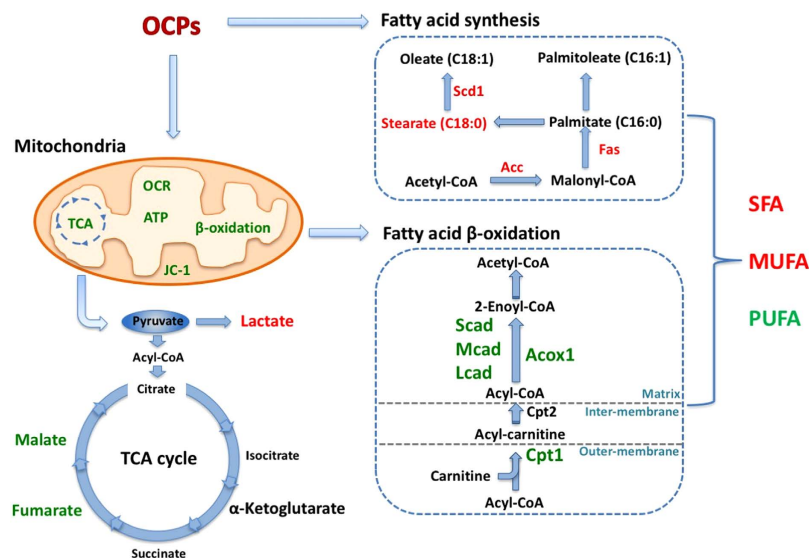 OCPs
Fatty acid synthesis
Oleate (C18:1)
Palmitoleate (C16:1)
Scd1
Stearate (C18:0)
Palmitate (C16:0)
Fas
Acc
Acetyl-CoA
Malonyl-CoA
Mitochondria
OCR
TCA
ATP
β-oxidation
JC-1
SFA
MUFA
PUFA
Fatty acid β-oxidation
Acetyl-CoA
2-Enoyl-CoA
Scad
Mcad
Acox1
Lcad
Acyl-CoA
Matrix
Cpt2
Inter-membrane
Acyl-carnitine
Cpt1
Outer-membrane
Carnitine
Acyl-CoA
Pyruvate
Lactate
Acyl-CoA
Citrate
Malate
TCA cycle
Isocitrate
Fumarate
α-Ketoglutarate
Succinate